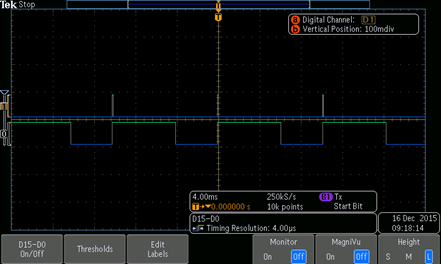 Tek Stop
T
a Digital Channel: D1
b Vertical Position: 100mdiv
4.00ms 250kS/s B1 Tx
T 0.000000 s 10k points Start Bit
D15-D0
Timing Resolution: 4.00µs
16 Dec 2015
09:18:14
D15-D0 On/Off
Thresholds
Edit Labels
Monitor
On Off
MagniVu
On Off
Height
S M L